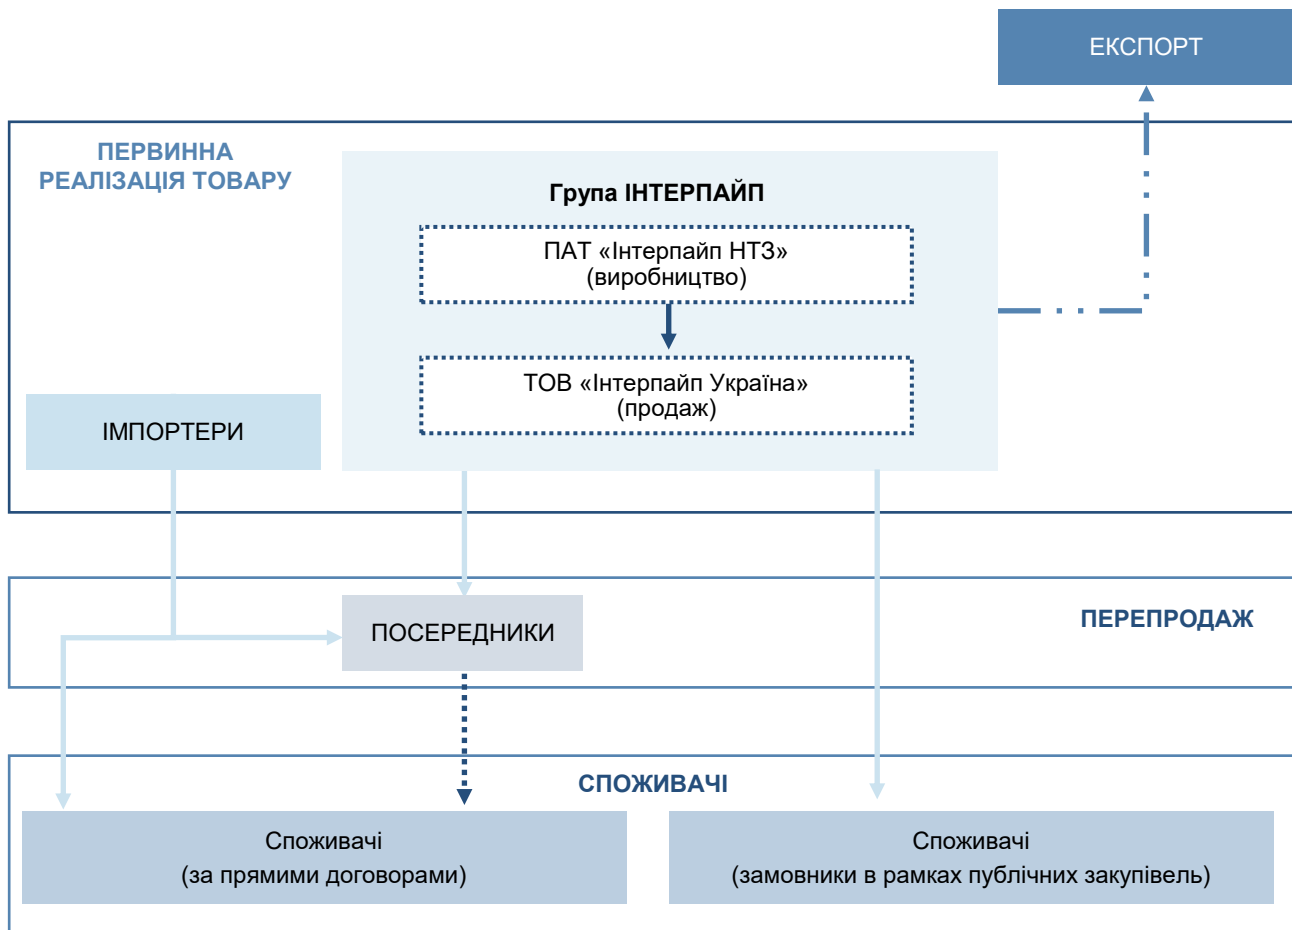 ЕКСПОРТ
ПЕРВИННА
РЕАЛІЗАЦІЯ ТОВАРУ
Група ІНТЕРПАЙП
ПАТ «Інтерпайп НТЗ»
(виробництво)
ТОВ «Інтерпайп Україна»
(продаж)
ІМПОРТЕРИ
ПОСЕРЕДНИКИ
ПЕРЕПРОДАЖ
СПОЖИВАЧІ
Споживачі
(за прямими договорами)
Споживачі
(замовники в рамках публічних закупівель)